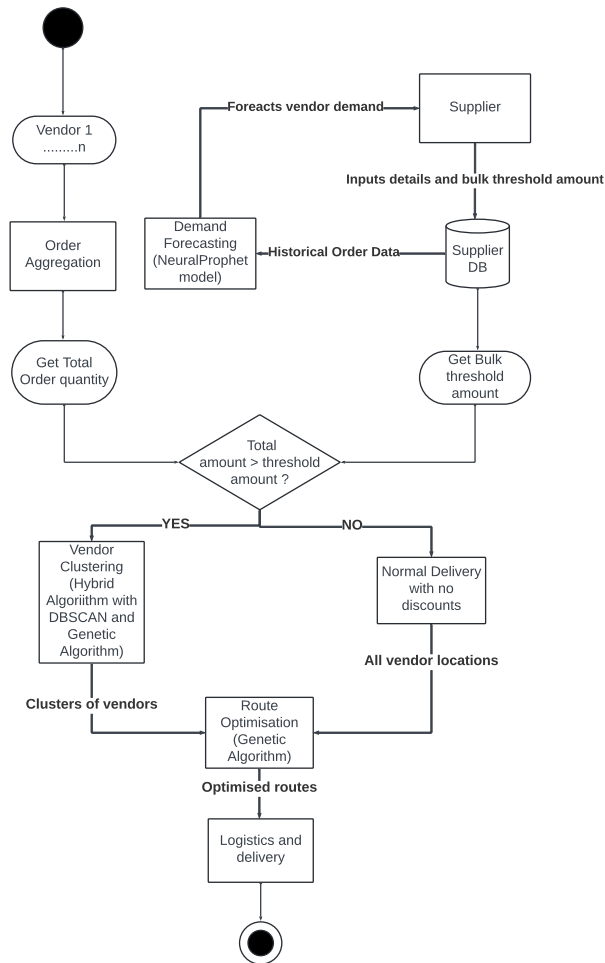 Vendor 1
.........n
Foreacts vendor demand
Supplier
Inputs details and bulk threshold amount
Order
Aggregation
Demand
Forecasting
(NeuralProphet
model)
Historical Order Data
Supplier
DB
Get Total
Order quantity
Get Bulk
threshold
amount
Total
amount > threshold
amount ?
YES
NO
Vendor
Clustering
(Hybrid
Algoriithm with
DBSCAN and
Genetic
Algorithm)
Normal Delivery
with no
discounts
All vendor locations
Clusters of vendors
Route
Optimisation
(Genetic
Algorithm)
Optimised routes
Logistics and
delivery